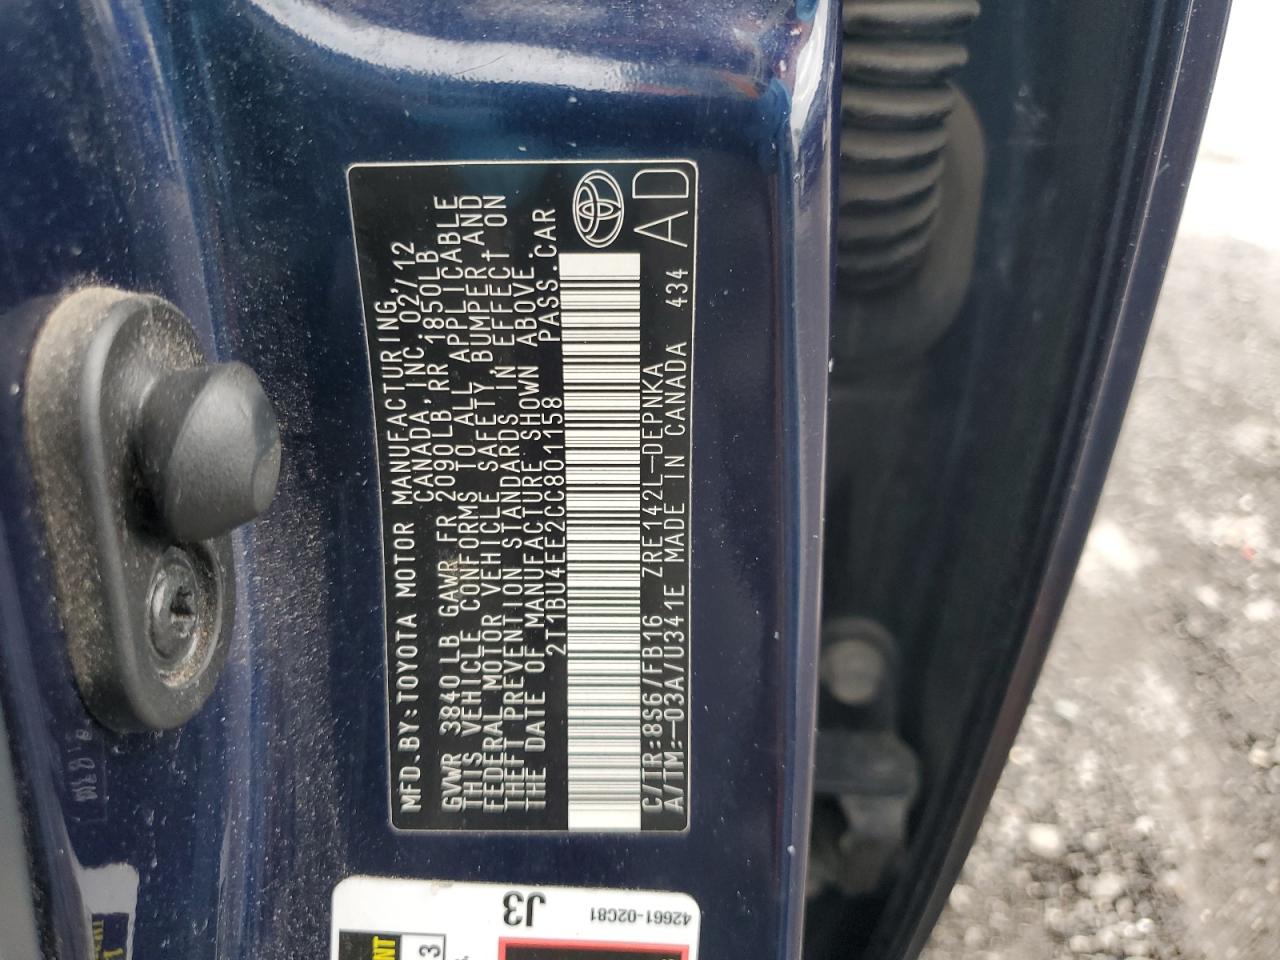 MFD.BY:TOYOTA MOTOR MANUFACTURING,
CANADA,INC. 02/12
GVWR 3840LB GAWR FR 2090LB,RR 1850LB
THIS VEHICLE CONFORMS TO ALL APPLICABLE
FEDERAL MOTOR VEHICLE SAFETY,BUMPER,AND
THEFT PREVENTION STANDARDS IN EFFECT ON
THE DATE OF MANUFACTURE SHOWN ABOVE.
2T1BU4EE2CC801158 PASS.CAR
C/TR:8S6/FB16 ZRE142L-DEPNKA
A/TM:-03A/U341E MADE IN CANADA 434
AD
J3
42661-02C81